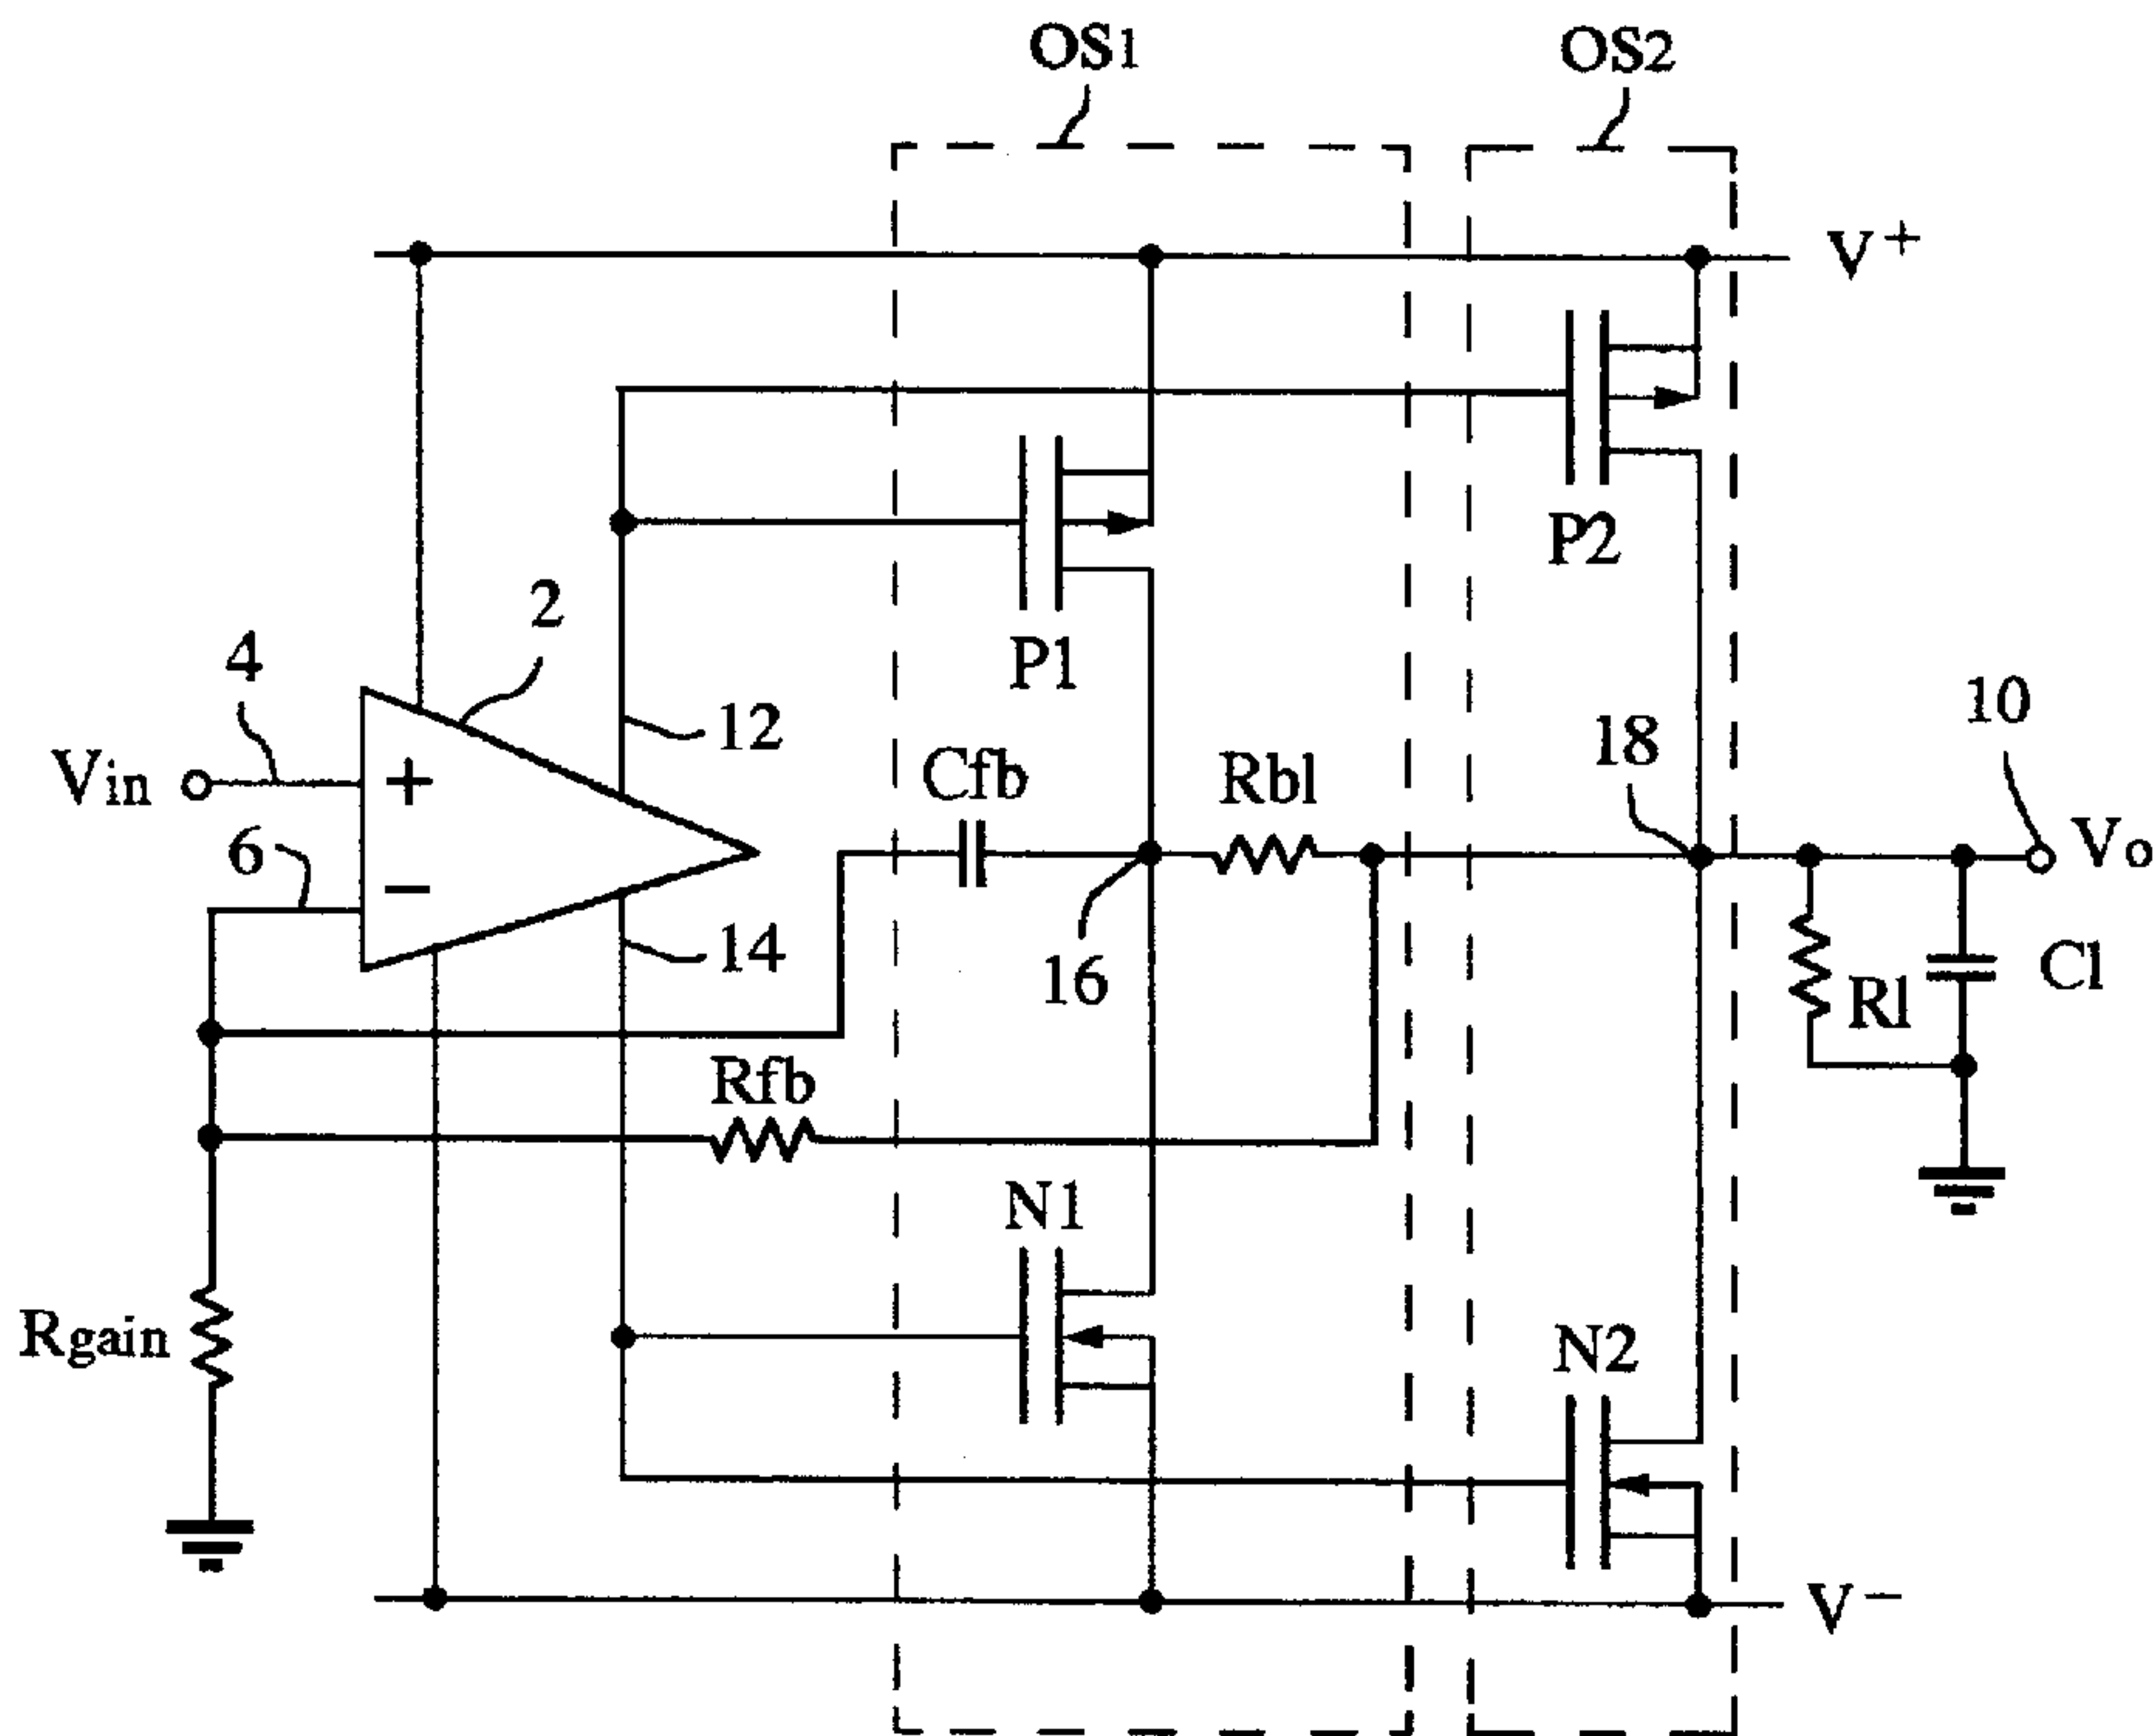 OS1
OS2
V+
P2
2
P1
4
12
10
18
Vin
+
Cfb
Rbl
Vo
6
−
14
16
Rl
Cl
Rfb
N1
Rgain
N2
V−